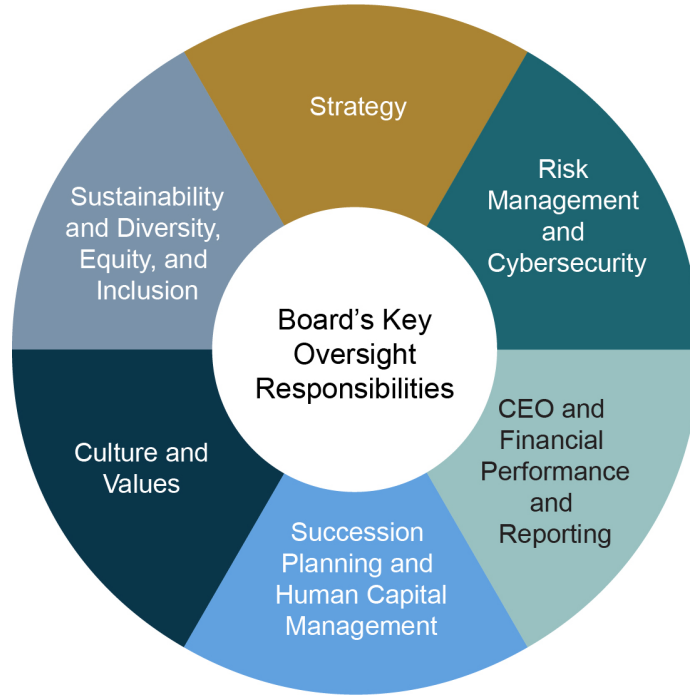 Strategy
Risk
Management
and
Cybersecurity
CEO and
Financial
Performance
and
Reporting
Succession
Planning and
Human Capital
Management
Culture and
Values
Sustainability
and Diversity,
Equity, and
Inclusion
Board’s Key
Oversight
Responsibilities